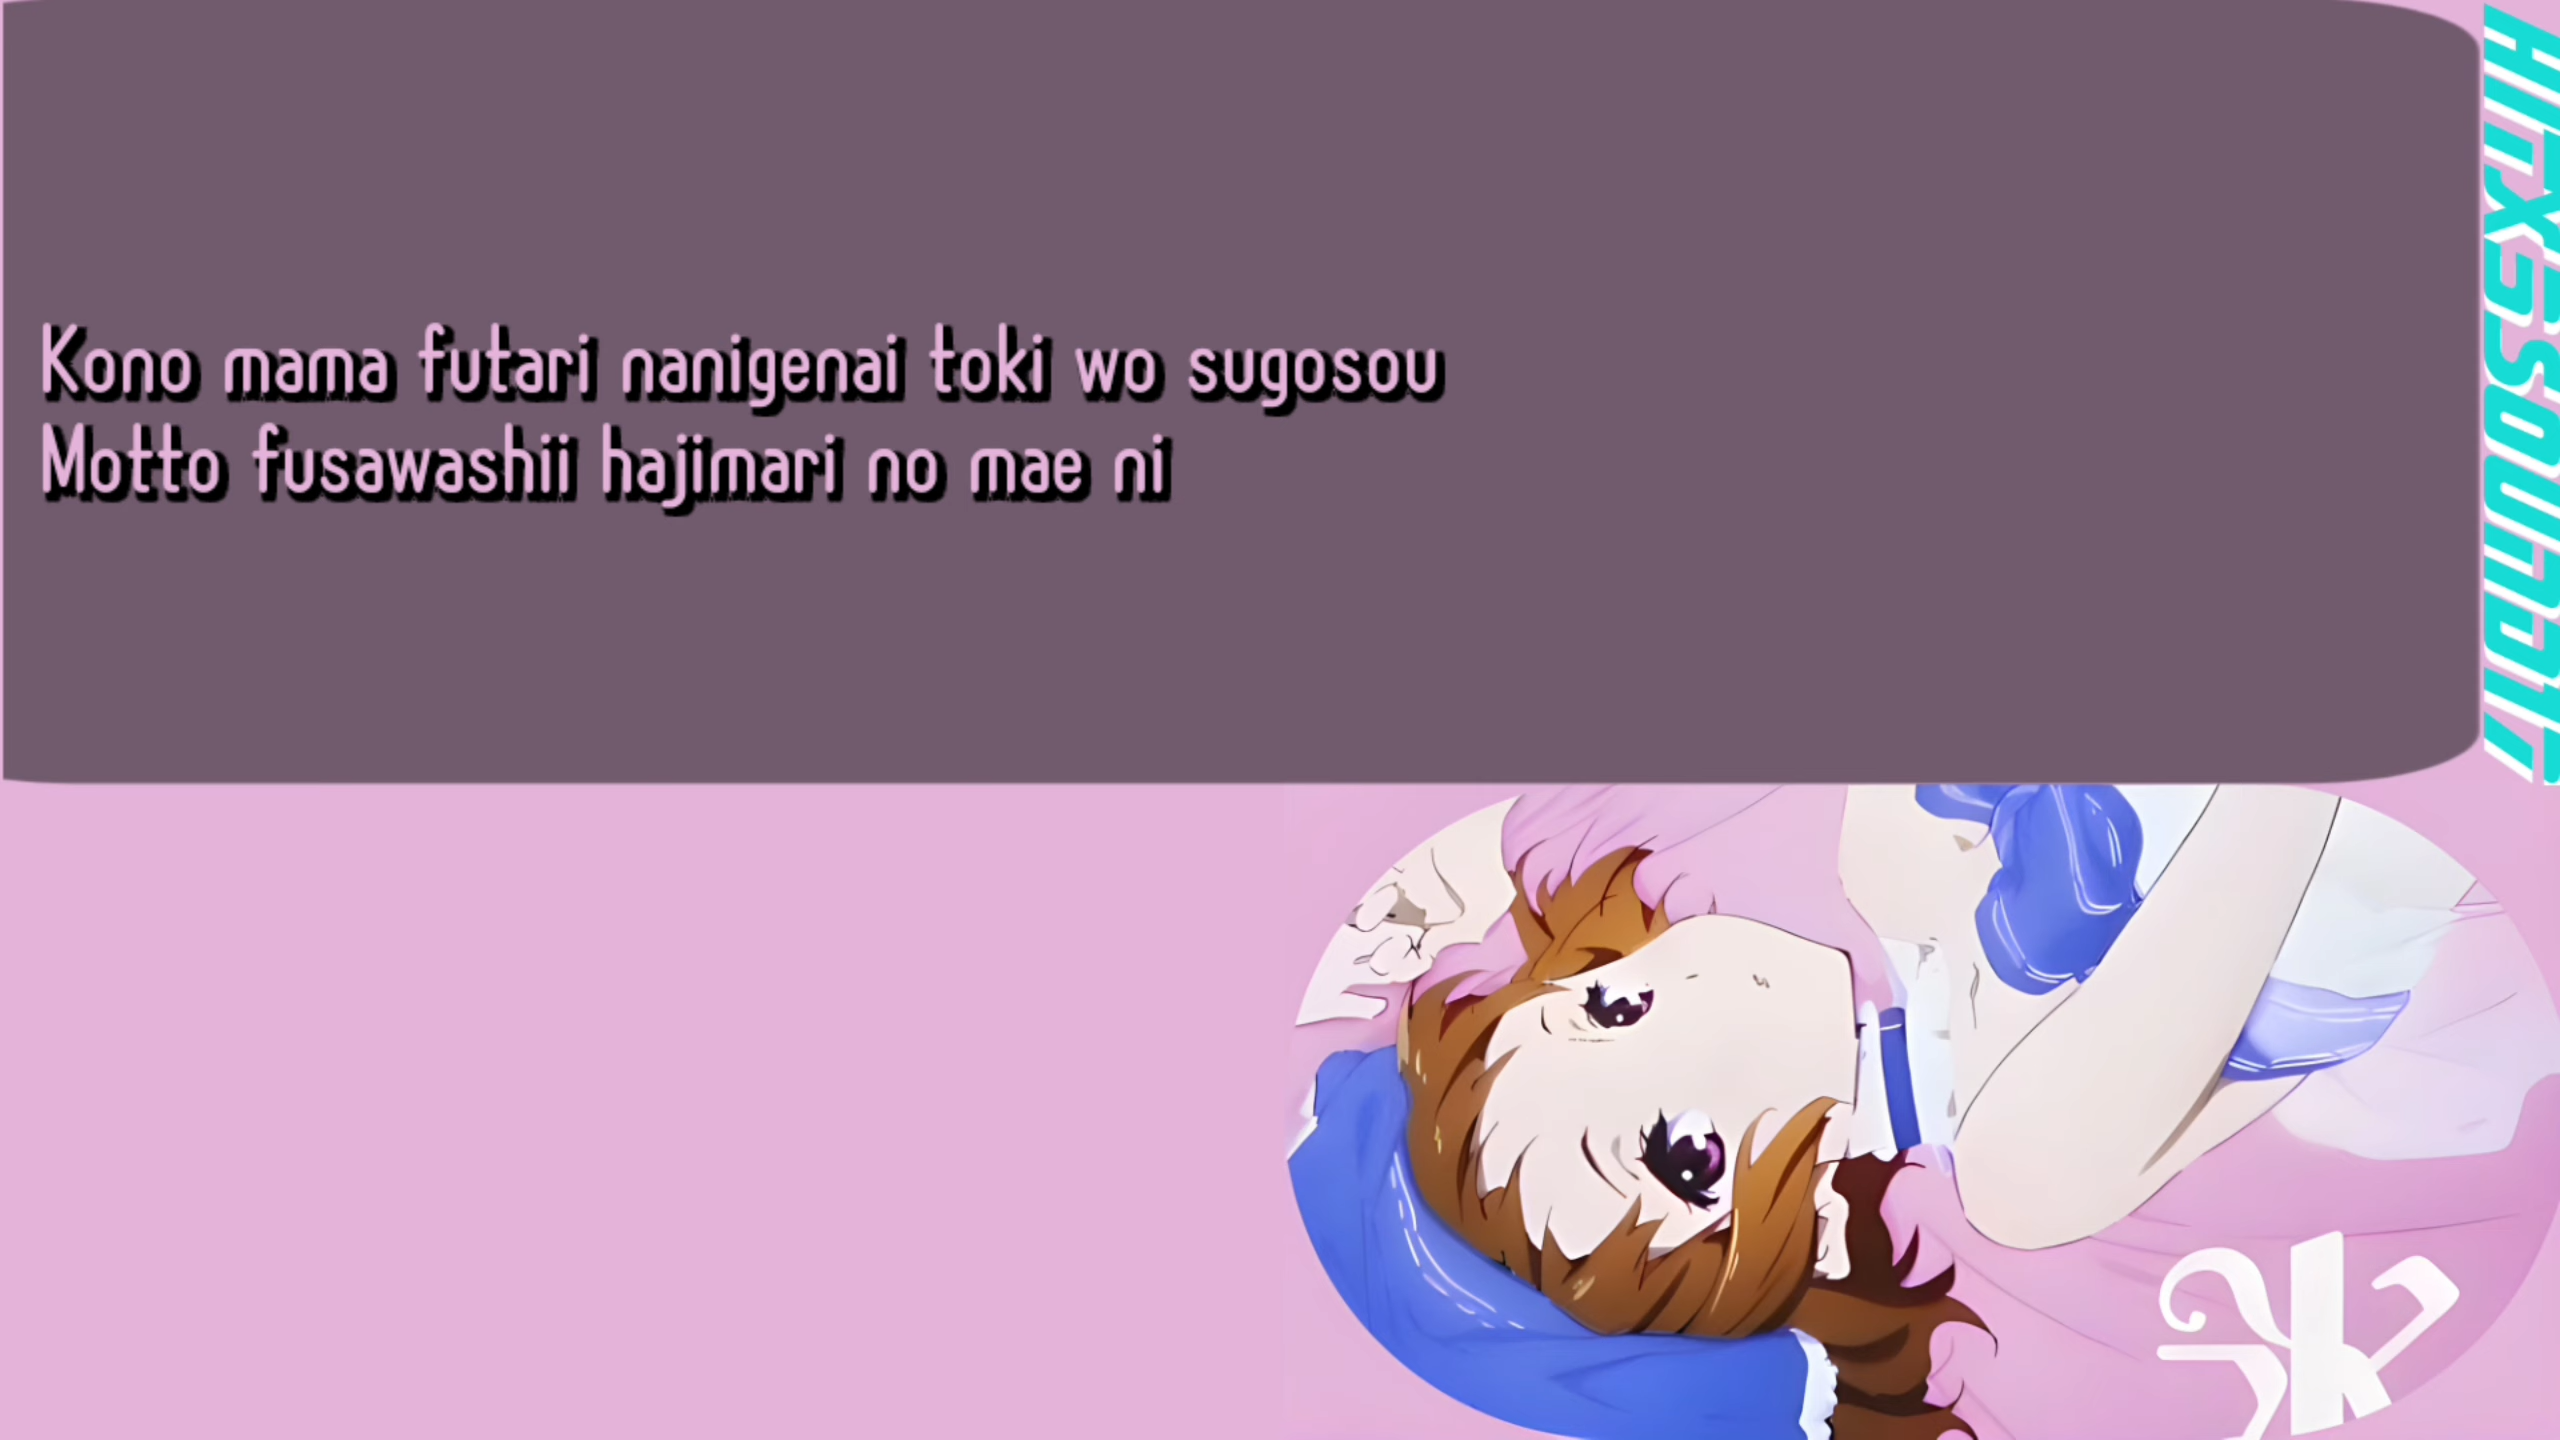 Kono mama futari nanigenai toki wo sugosou
Motto fusawashii hajimari no mae ni